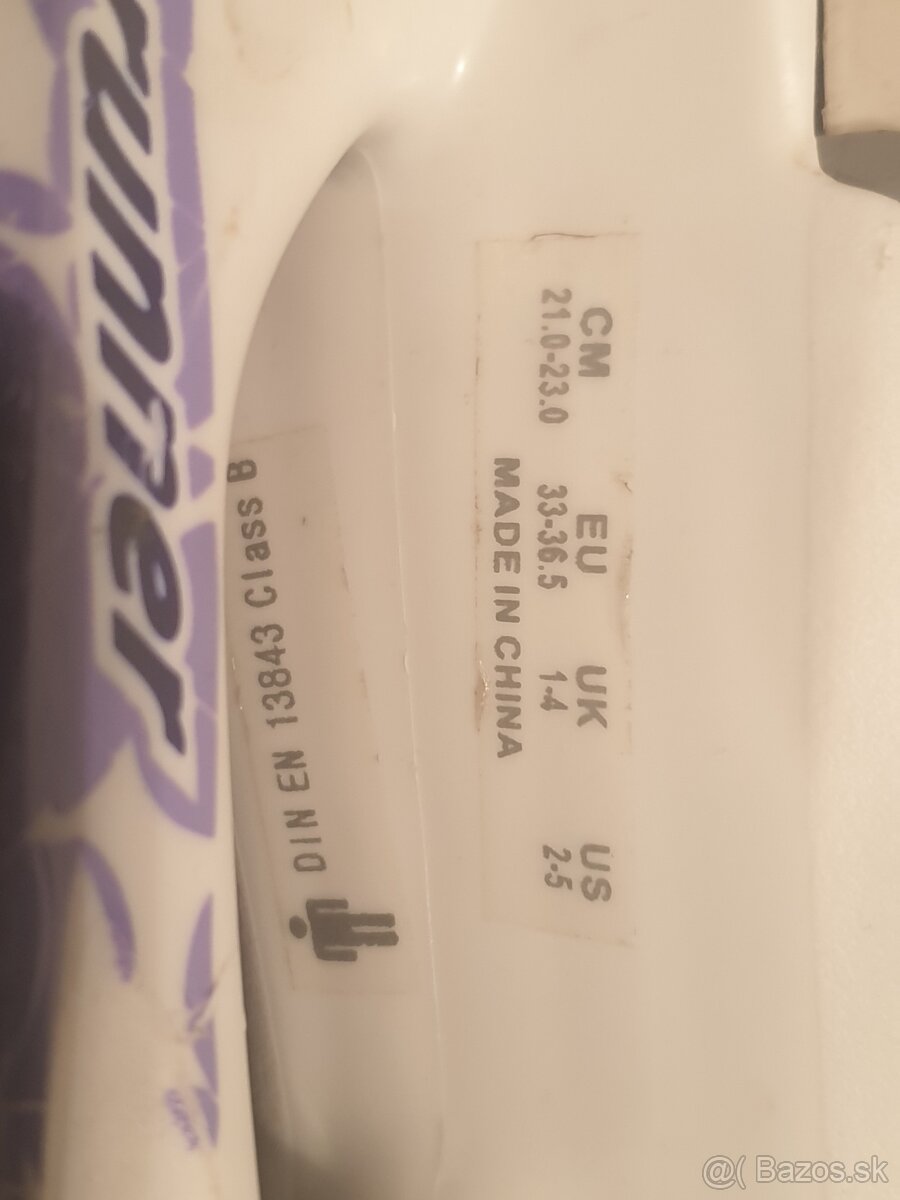 runner
CM EU UK US
21.0-23.0 33-36.5 1-4 2-5
MADE IN CHINA
DIN EN 13843 Class B
@( Bazos.sk